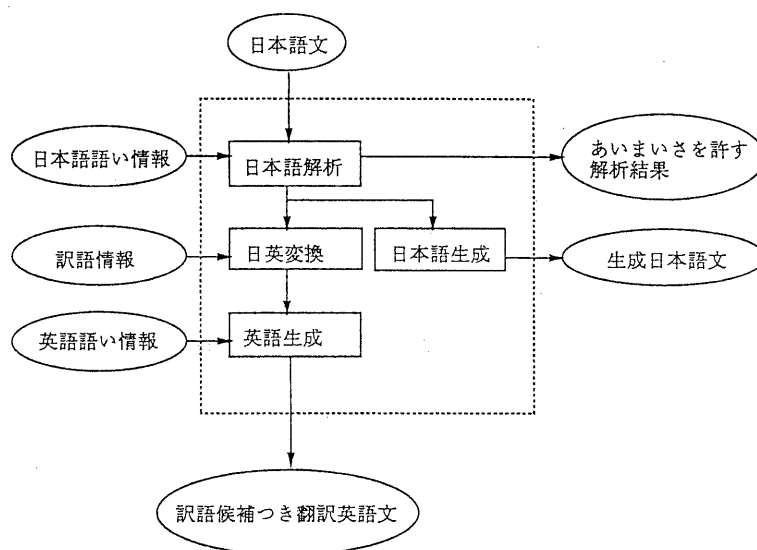 日本語文
日本語語い情報
日本語解析
あいまいさを許す
解析結果
訳語情報
日英変換
日本語生成
生成日本語文
英語語い情報
英語生成
訳語候補つき翻訳英語文